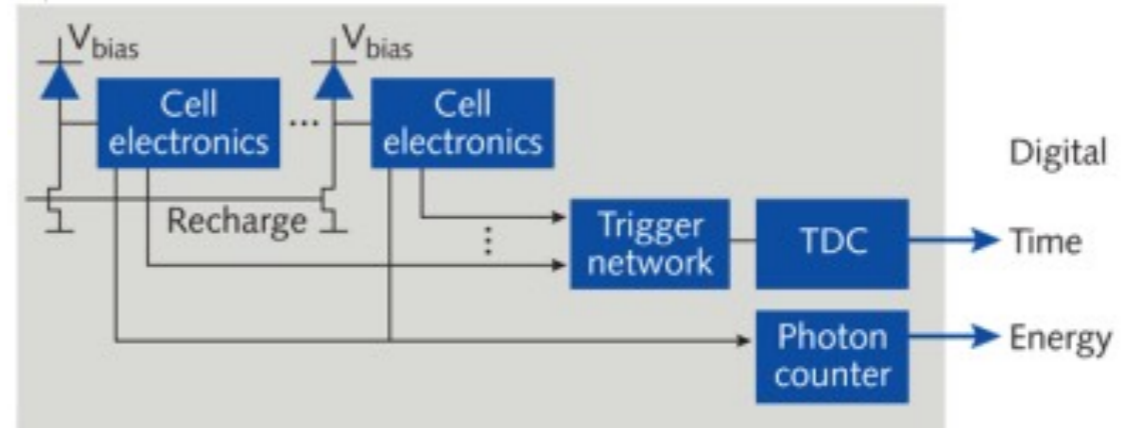 Vbias
Vbias
Cell
electronics
...
Cell
electronics
Digital
Recharge
Trigger
network
TDC
Time
Photon
counter
Energy